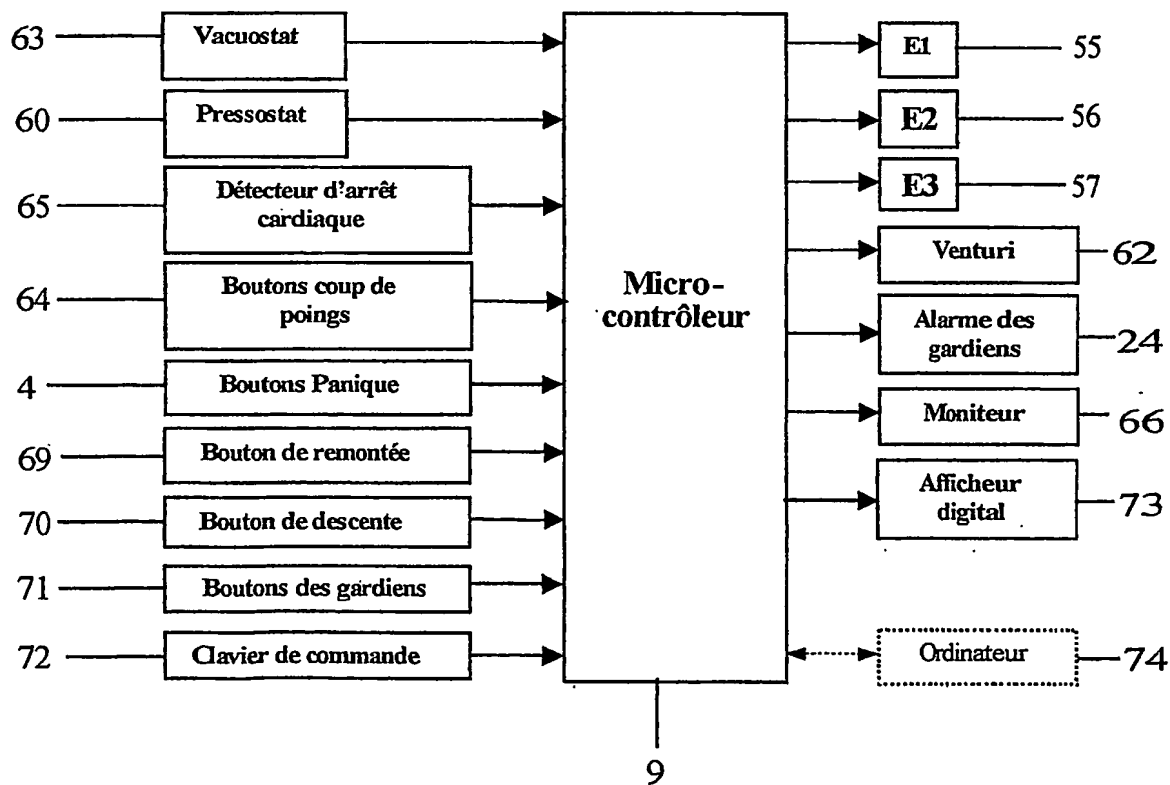 63
Vacuostat
60
Pressostat
65
Détecteur d'arrêt
cardiaque
64
Boutons coup de
poings
4
Boutons Panique
69
Bouton de remontée
70
Bouton de descente
71
Boutons des gardiens
72
Clavier de commande
Micro-
contrôleur
9
E1
55
E2
56
E3
57
Venturi
62
Alarme des
gardiens
24
Moniteur
66
Afficheur
digital
73
Ordinateur
74